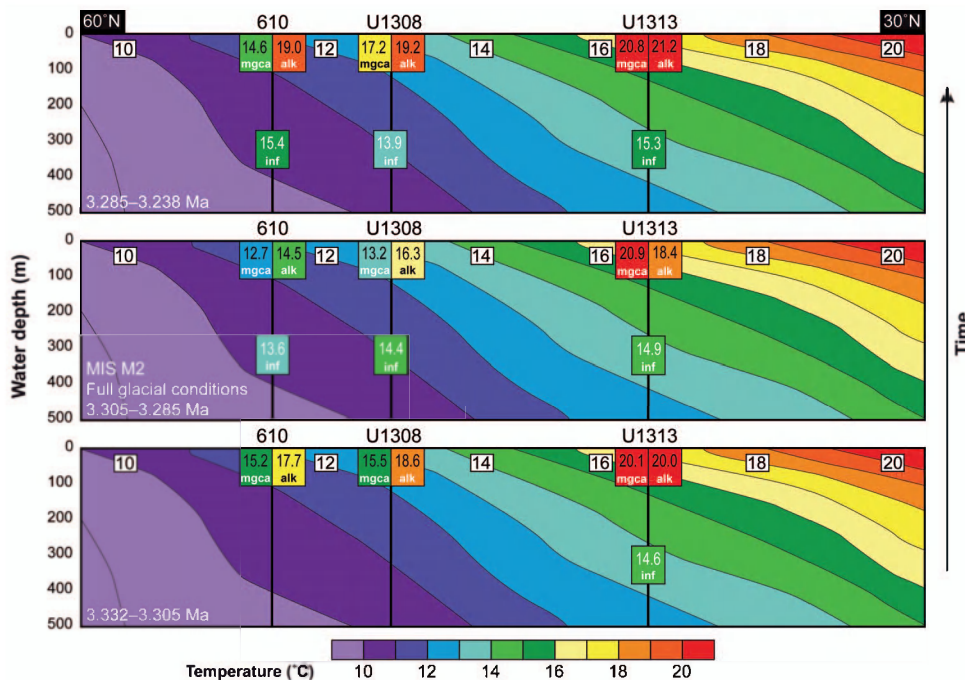 60°N 610 U1308 U1313 30°N
0 10 14.6 19.0 12 17.2 19.2 14 16 20.8 21.2 18 20
mgca alk mgca alk mgca alk
100
200
300 15.4 13.9 15.3
inf inf inf
400
500 3.285–3.238 Ma
610 U1308 U1313
0 10 12.7 14.5 12 13.2 16.3 14 16 20.9 18.4 18 20
mgca alk mgca alk mgca alk
100
200
300 13.6 14.4 14.9
inf inf inf
MIS M2
400 Full glacial conditions
500 3.305–3.285 Ma
610 U1308 U1313
0 10 15.2 17.7 12 15.5 18.6 14 16 20.1 20.0 18 20
mgca alk mgca alk mgca alk
100
200
300 14.6
inf
400
500 3.332–3.305 Ma
Water depth (m)
Time
Temperature (°C) 10 12 14 16 18 20